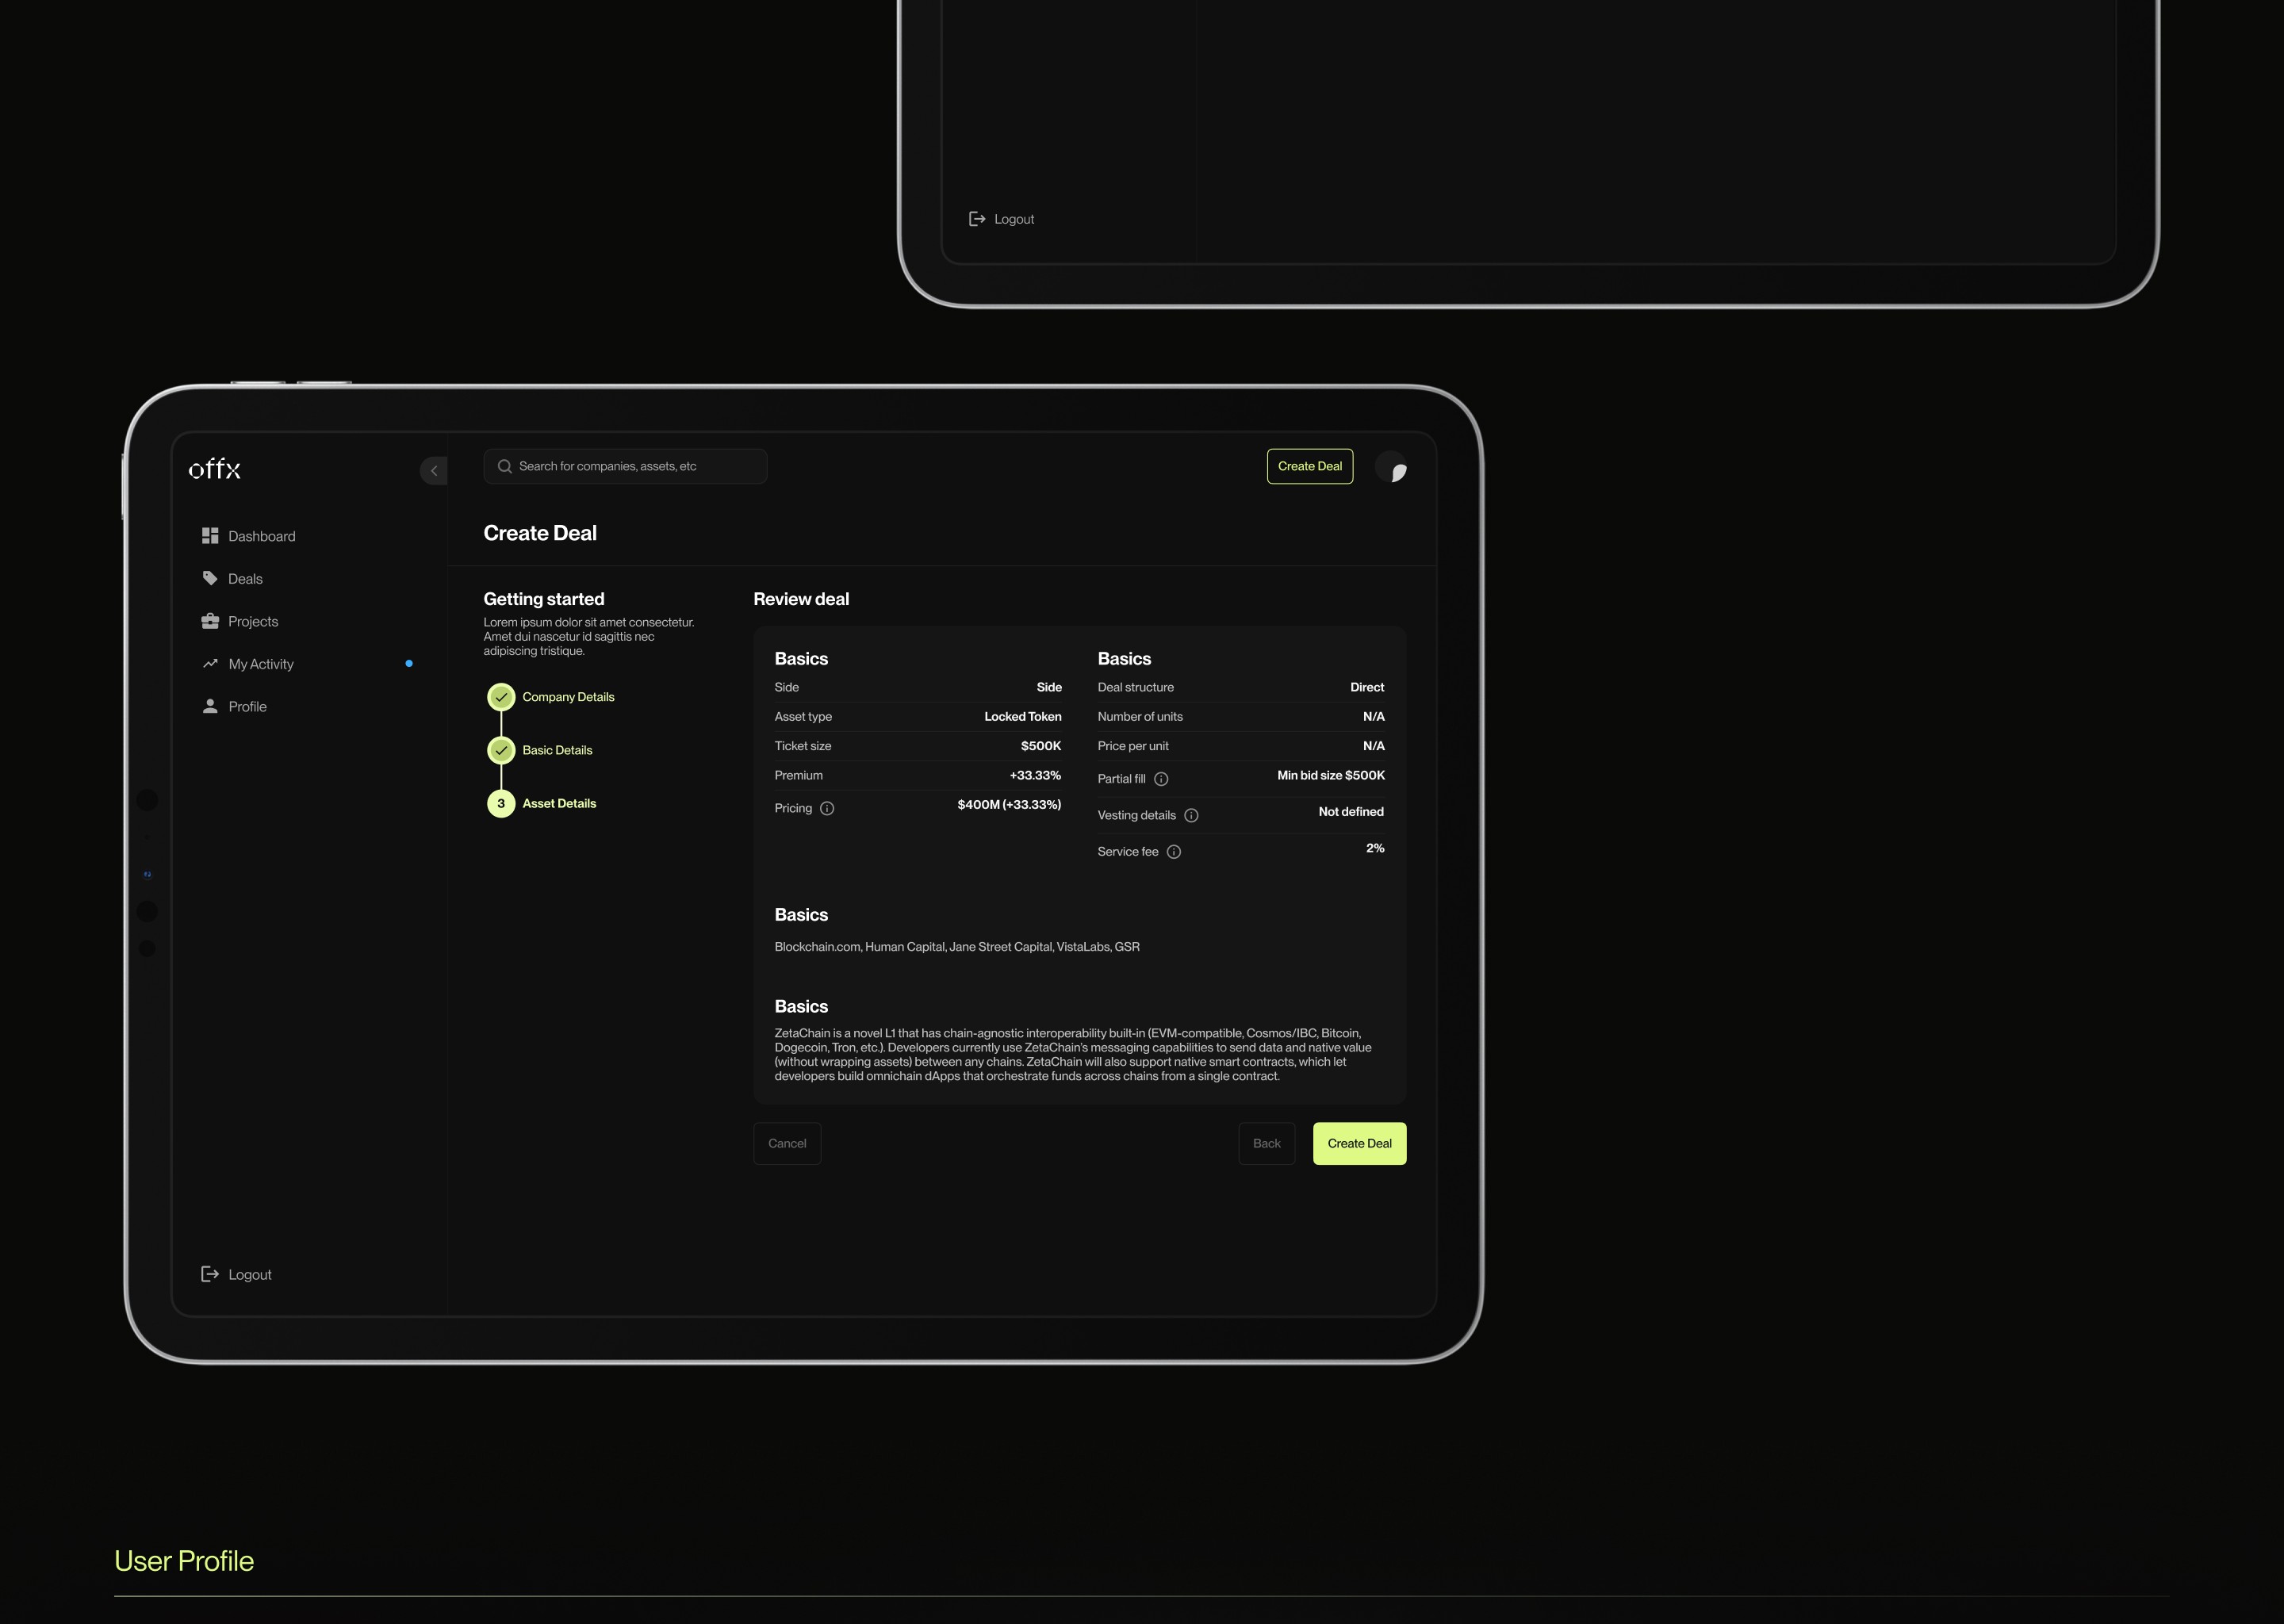 Logout
offx
Search for companies, assets, etc
Create Deal
Dashboard
Deals
Projects
My Activity
Profile
Logout
Create Deal
Getting started
Lorem ipsum dolor sit amet consectetur.
Amet dui nascetur id sagittis nec
adipiscing tristique.
Company Details
Basic Details
3 Asset Details
Review deal
Basics
Side Side
Asset type Locked Token
Ticket size $500K
Premium +33.33%
Pricing $400M (+33.33%)
Basics
Deal structure Direct
Number of units N/A
Price per unit N/A
Partial fill Min bid size $500K
Vesting details Not defined
Service fee 2%
Basics
Blockchain.com, Human Capital, Jane Street Capital, VistaLabs, GSR
Basics
ZetaChain is a novel L1 that has chain-agnostic interoperability built-in (EVM-compatible, Cosmos/IBC, Bitcoin,
Dogecoin, Tron, etc.). Developers currently use ZetaChain's messaging capabilities to send data and native value
(without wrapping assets) between any chains. ZetaChain will also support native smart contracts, which let
developers build omnichain dApps that orchestrate funds across chains from a single contract.
Cancel
Back
Create Deal
User Profile